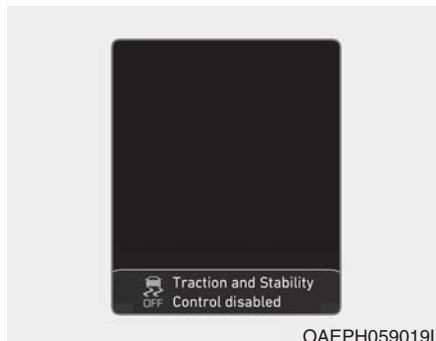 Traction and Stability
OFF Control disabled
OAEPH059019L